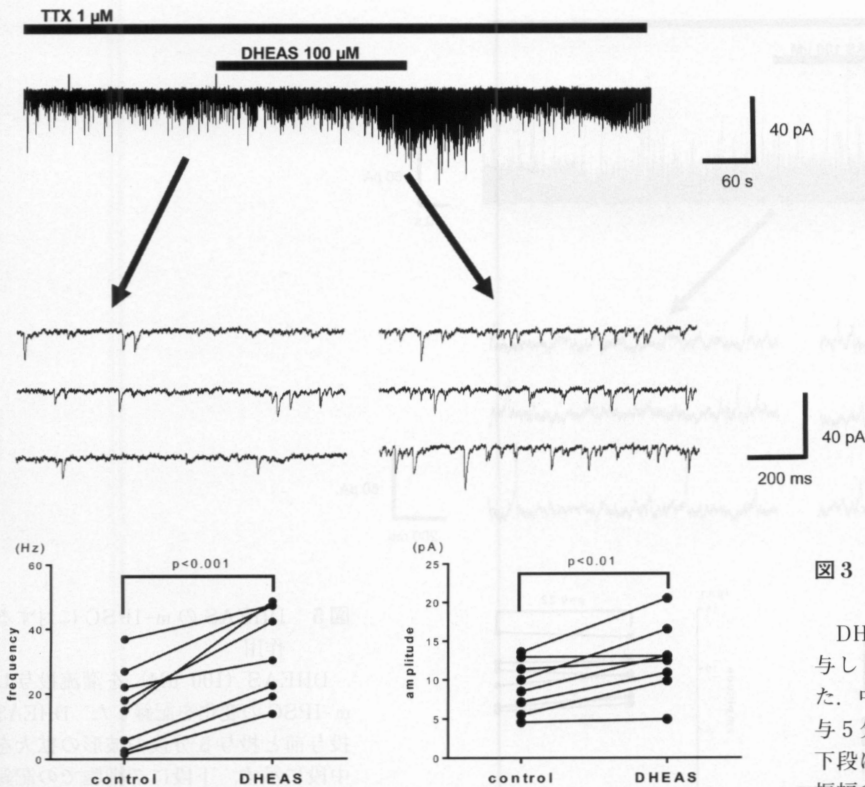 TTX 1 μM
DHEAS 100 μM
40 pA
60 s
40 pA
200 ms
(Hz)
p<0.001
60
40
20
0
frequency
control DHEAS
(pA)
p<0.01
25
20
15
10
5
0
amplitude
control DHEAS
図3
DH
与し
た．
与5
下段